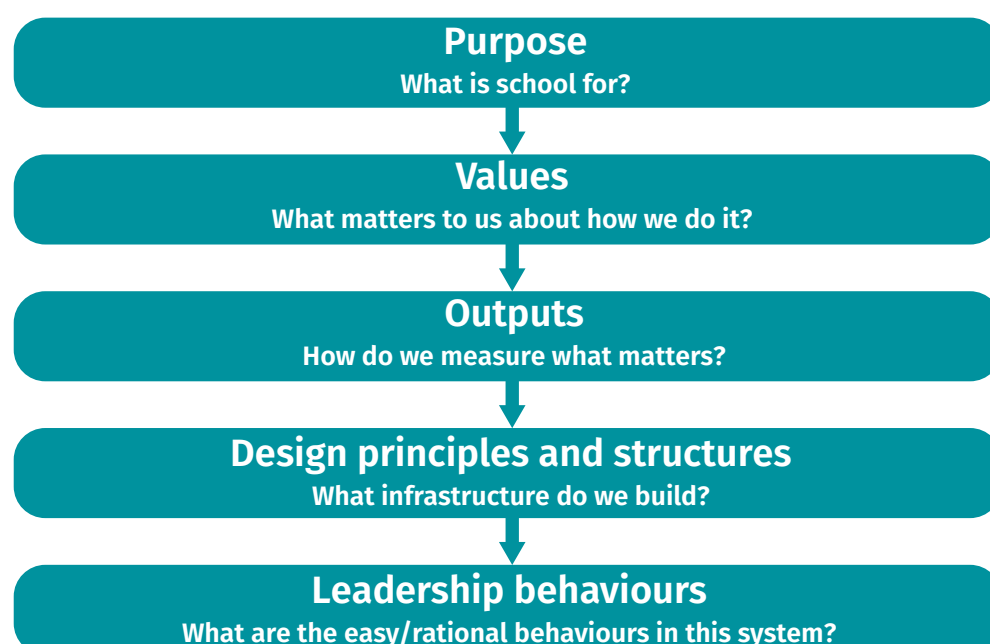 Purpose
What is school for?
Values
What matters to us about how we do it?
Outputs
How do we measure what matters?
Design principles and structures
What infrastructure do we build?
Leadership behaviours
What are the easy/rational behaviours in this system?